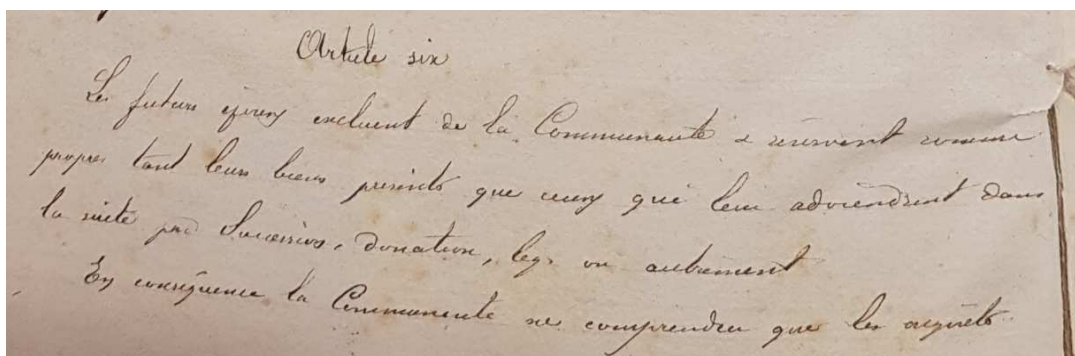 Article six
Les futurs époux excluent de la Communauté & réservent comme
propres tant leurs biens présents que ceux qui leur adviendront dans
la suite par Succession, donation, legs ou autrement
En conséquence la Communauté ne comprendra que les acquêts